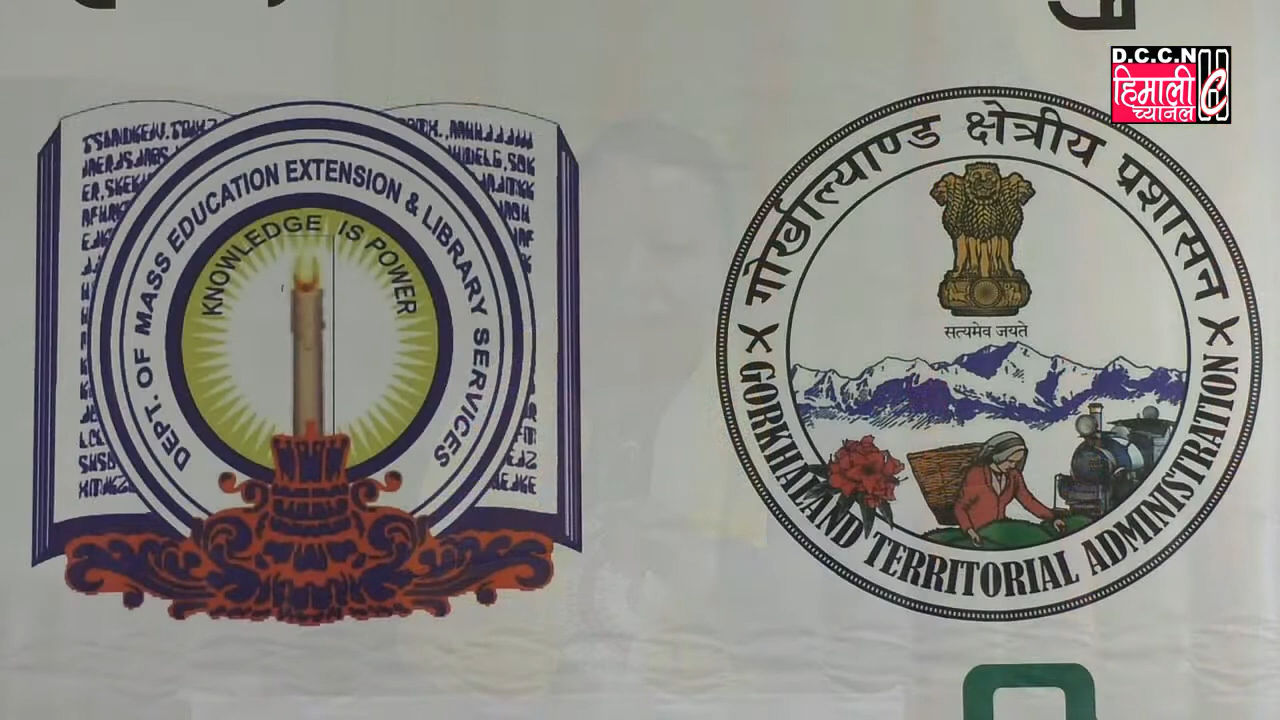 D.C.C.N
हिमाली
च्यानल
DEPT. OF MASS EDUCATION EXTENSION & LIBRARY SERVICES
KNOWLEDGE IS POWER
गोर्खाल्याण्ड क्षेत्रीय प्रशासन
सत्यमेव जयते
GORKHALAND TERRITORIAL ADMINISTRATION